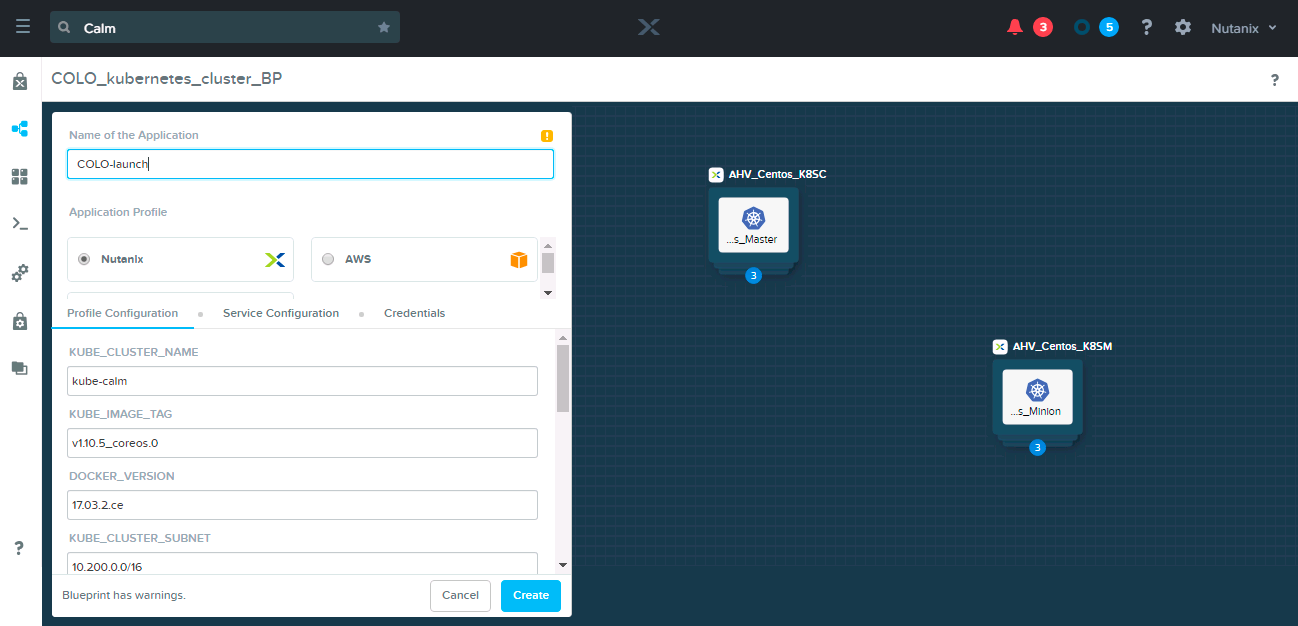 Calm
3
5
?
Nutanix
COLO_kubernetes_cluster_BP
?
Name of the Application
!
COLO-launch
Application Profile
Nutanix
AWS
Profile Configuration
Service Configuration
Credentials
KUBE_CLUSTER_NAME
kube-calm
KUBE_IMAGE_TAG
v1.10.5_coreos.0
DOCKER_VERSION
17.03.2.ce
KUBE_CLUSTER_SUBNET
10.200.0.0/16
Blueprint has warnings.
Cancel
Create
AHV_Centos_K8SC
...s_Master
3
AHV_Centos_K8SM
...s_Minion
3
?